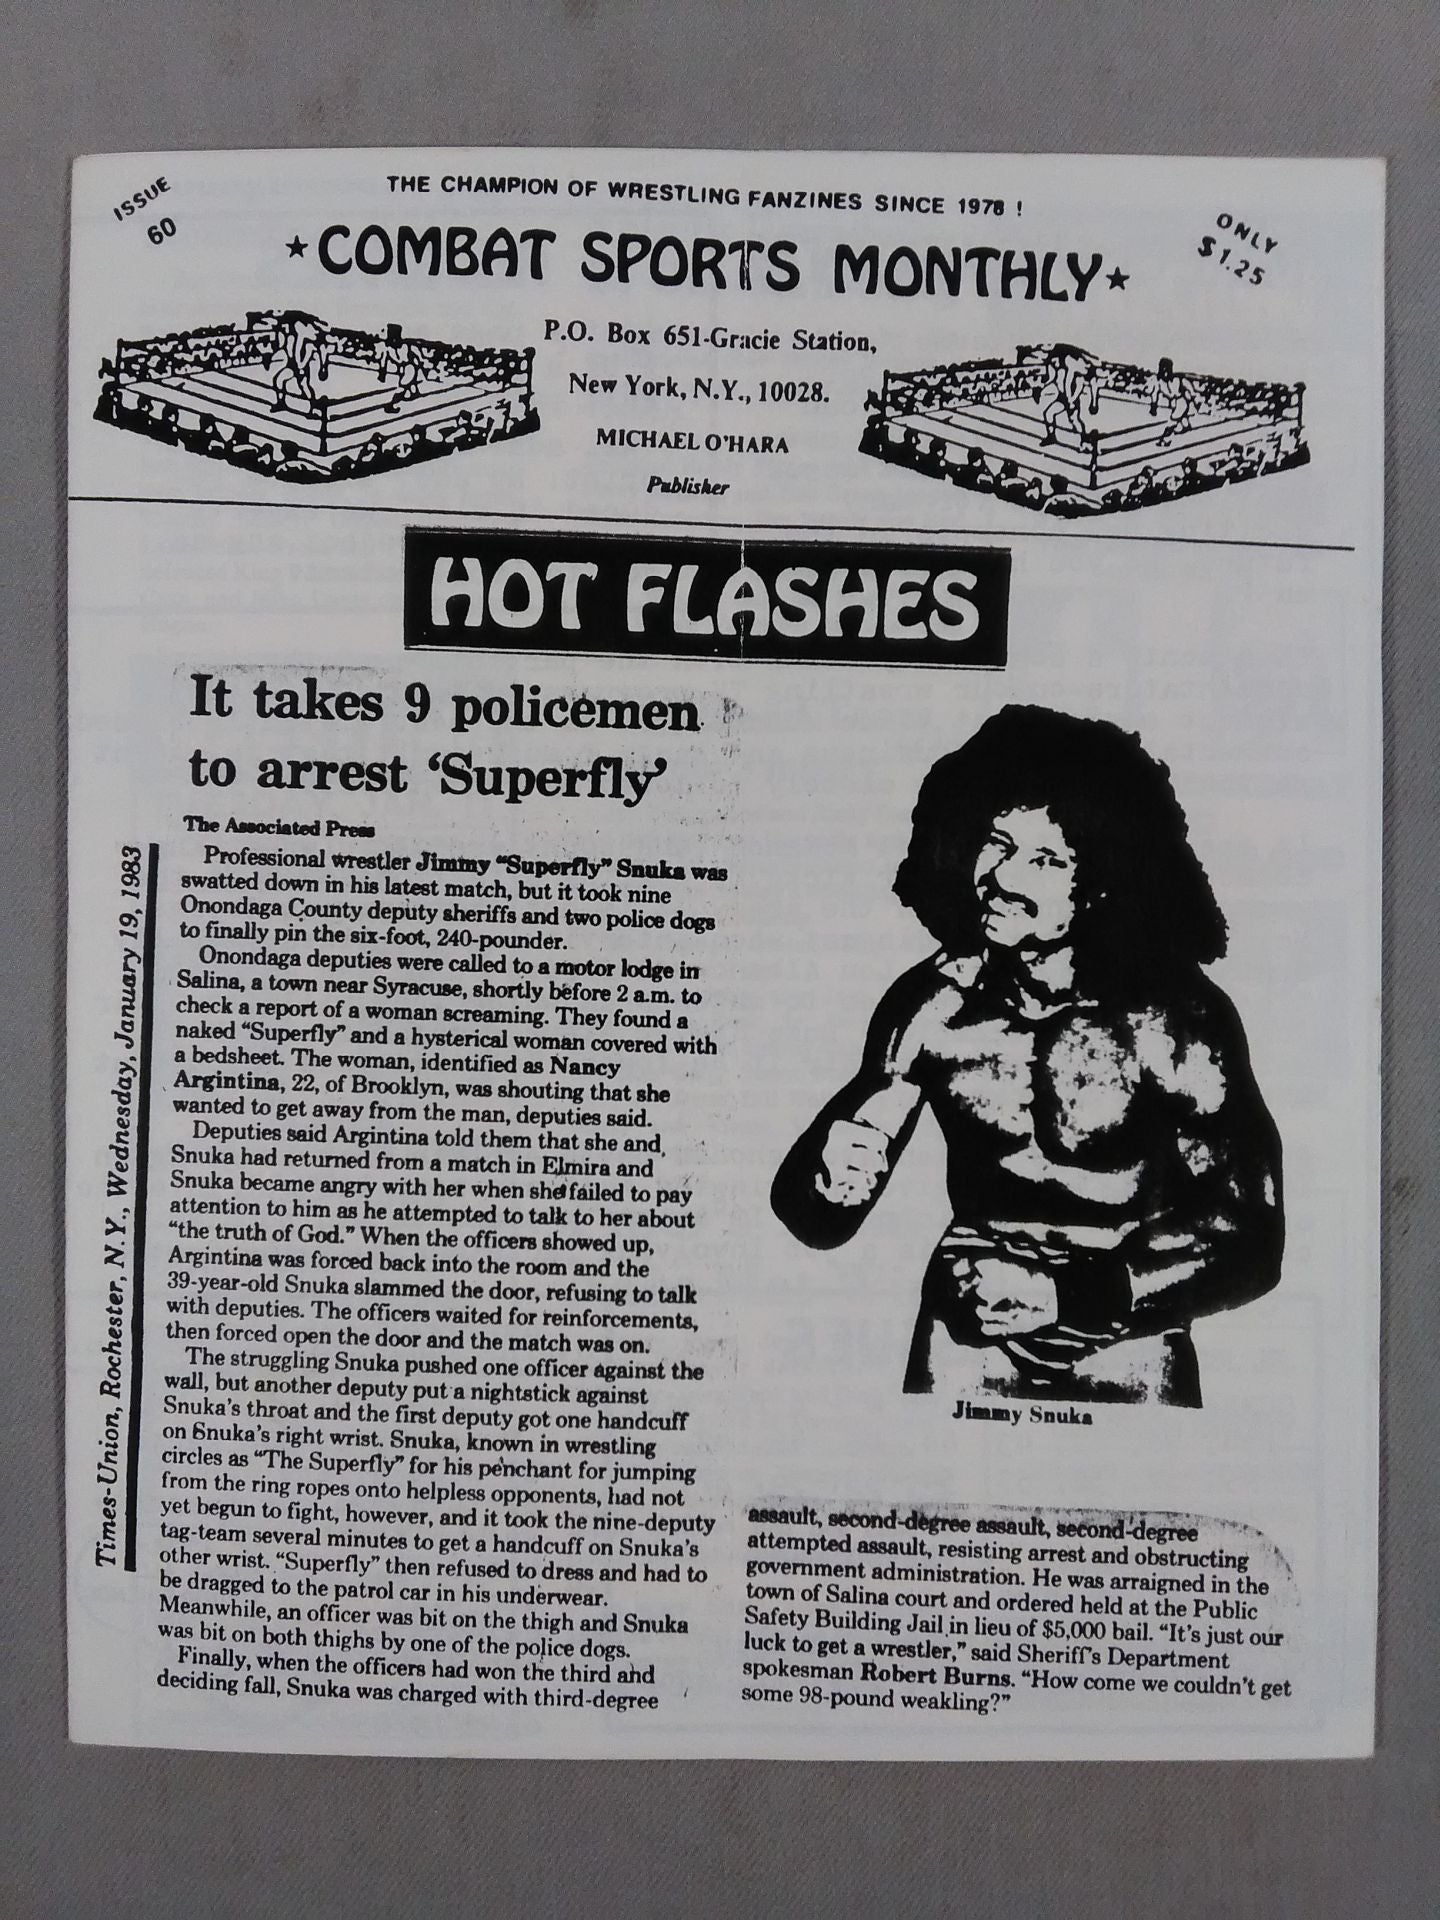 ISSUE
60
THE CHAMPION OF WRESTLING FANZINES SINCE 1978 !
ONLY
$1.25
★COMBAT SPORTS MONTHLY★
P.O. Box 651-Gracie Station,
New York, N.Y., 10028.
MICHAEL O'HARA
Publisher
HOT FLASHES
It takes 9 policemen
to arrest ‘Superfly’
The Associated Press
Professional wrestler Jimmy “Superfly” Snuka was
swatted down in his latest match, but it took nine
Onondaga County deputy sheriffs and two police dogs
to finally pin the six-foot, 240-pounder.
Onondaga deputies were called to a motor lodge in
Salina, a town near Syracuse, shortly before 2 a.m. to
check a report of a woman screaming. They found a
naked “Superfly” and a hysterical woman covered with
a bedsheet. The woman, identified as Nancy
Argintina, 22, of Brooklyn, was shouting that she
wanted to get away from the man, deputies said.
Deputies said Argintina told them that she and
Snuka had returned from a match in Elmira and
Snuka became angry with her when she failed to pay
attention to him as he attempted to talk to her about
“the truth of God.” When the officers showed up,
Argintina was forced back into the room and the
39-year-old Snuka slammed the door, refusing to talk
with deputies. The officers waited for reinforcements,
then forced open the door and the match was on.
The struggling Snuka pushed one officer against the
wall, but another deputy put a nightstick against
Snuka's throat and the first deputy got one handcuff
on Snuka's right wrist. Snuka, known in wrestling
circles as “The Superfly” for his penchant for jumping
from the ring ropes onto helpless opponents, had not
yet begun to fight, however, and it took the nine-deputy
tag-team several minutes to get a handcuff on Snuka's
other wrist. “Superfly” then refused to dress and had to
be dragged to the patrol car in his underwear.
Meanwhile, an officer was bit on the thigh and Snuka
was bit on both thighs by one of the police dogs.
Finally, when the officers had won the third and
deciding fall, Snuka was charged with third-degree
Times-Union, Rochester, N.Y., Wednesday, January 19, 1983
Jimmy Snuka
assault, second-degree assault, second-degree
attempted assault, resisting arrest and obstructing
government administration. He was arraigned in the
town of Salina court and ordered held at the Public
Safety Building Jail in lieu of $5,000 bail. “It's just our
luck to get a wrestler,” said Sheriff's Department
spokesman Robert Burns. “How come we couldn't get
some 98-pound weakling?”